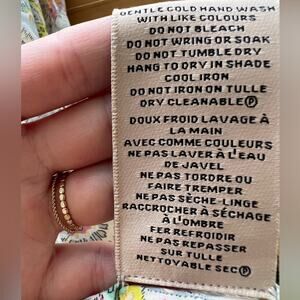 GENTLE COLD HAND WASH
WITH LIKE COLOURS
DO NOT BLEACH
DO NOT WRING OR SOAK
DO NOT TUMBLE DRY
HANG TO DRY IN SHADE
COOL IRON
DO NOT IRON ON TULLE
DRY CLEANABLE Ⓟ
DOUX FROID LAVAGE À
LA MAIN
AVEC COMME COULEURS
NE PAS LAVER À L'EAU
DE JAVEL
NE PAS TORDRE OU
FAIRE TREMPER
NE PAS SÈCHE-LINGE
RACCROCHER À SÉCHAGE
À L'OMBRE
FER REFROIDIR
NE PAS REPASSER
SUR TULLE
NETTOYABLE SEC Ⓟ